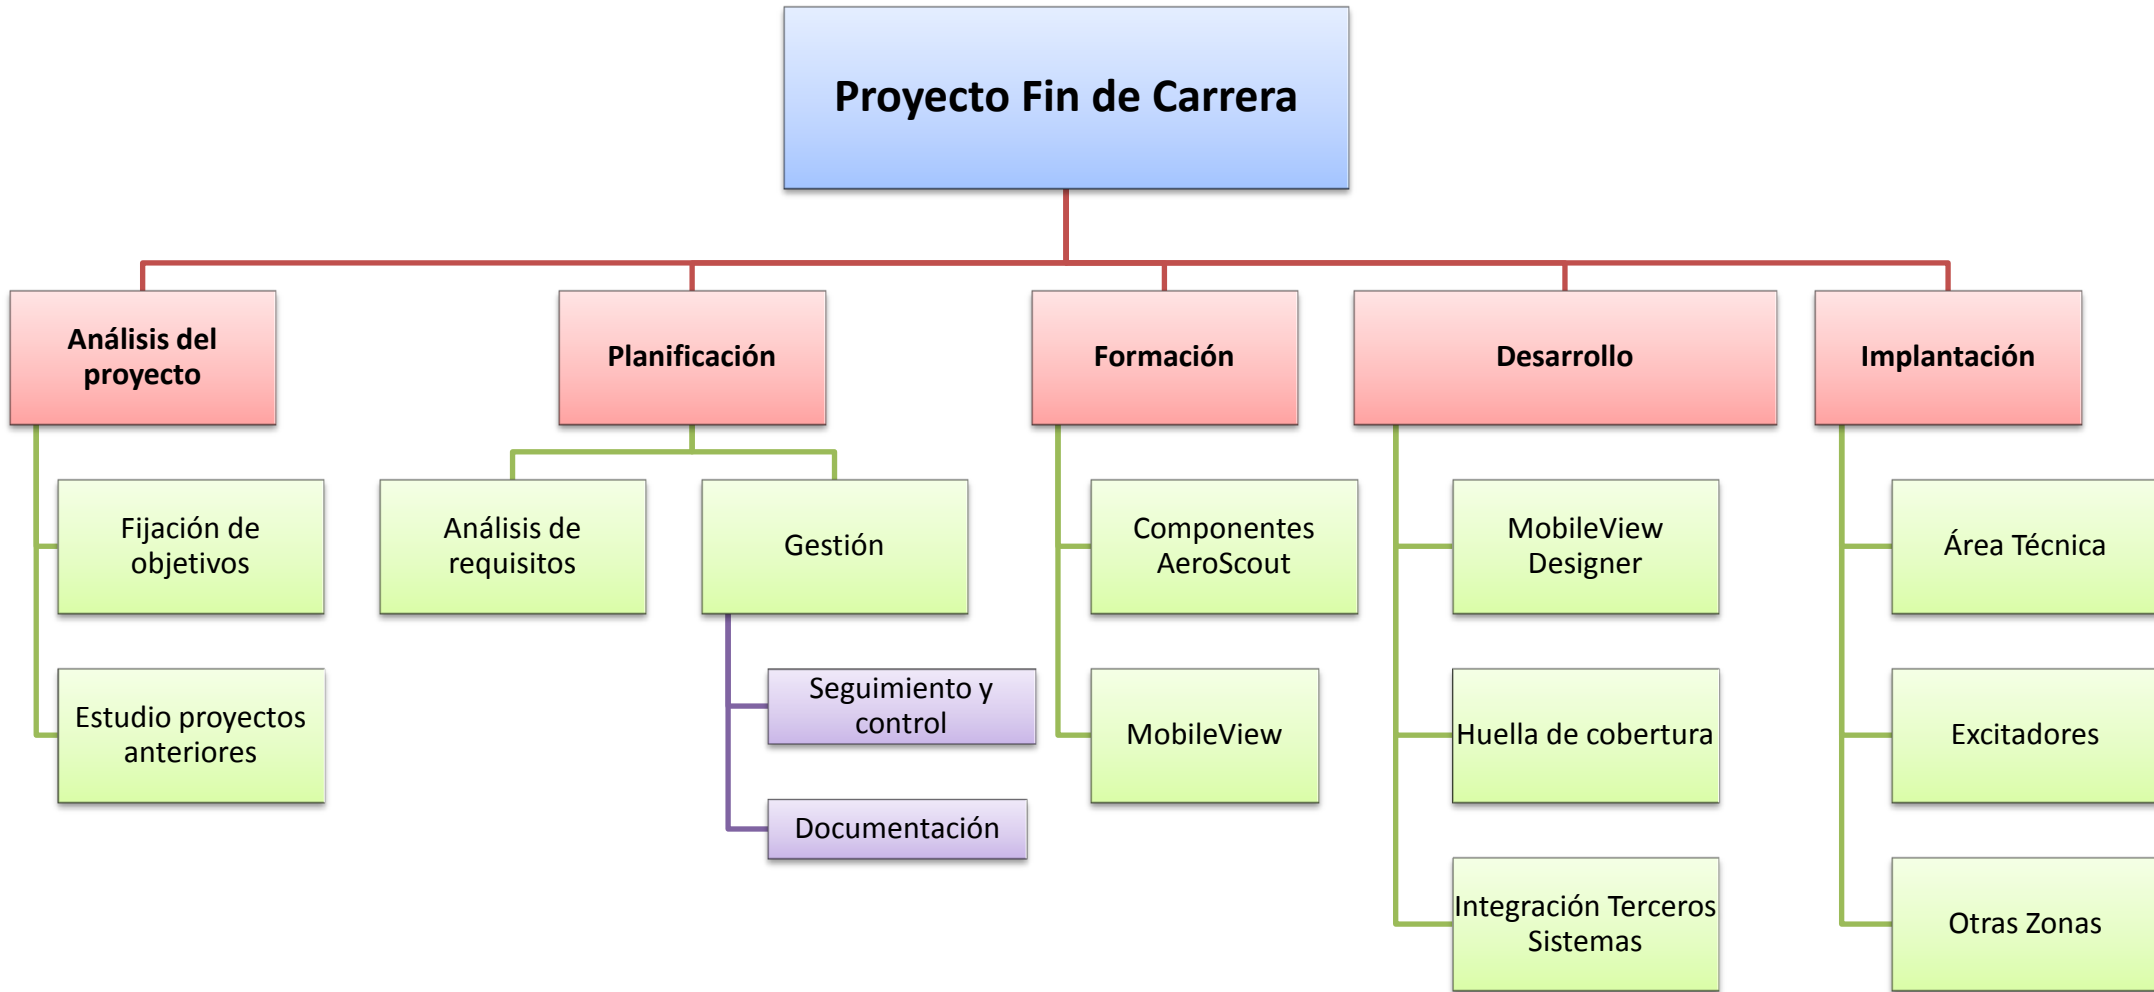 Proyecto Fin de Carrera
Análisis del
proyecto
Planificación
Formación
Desarrollo
Implantación
Fijación de
objetivos
Análisis de
requisitos
Gestión
Componentes
AeroScout
MobileView
Designer
Área Técnica
Estudio proyectos
anteriores
Seguimiento y
control
MobileView
Huella de cobertura
Excitadores
Documentación
Integración Terceros
Sistemas
Otras Zonas